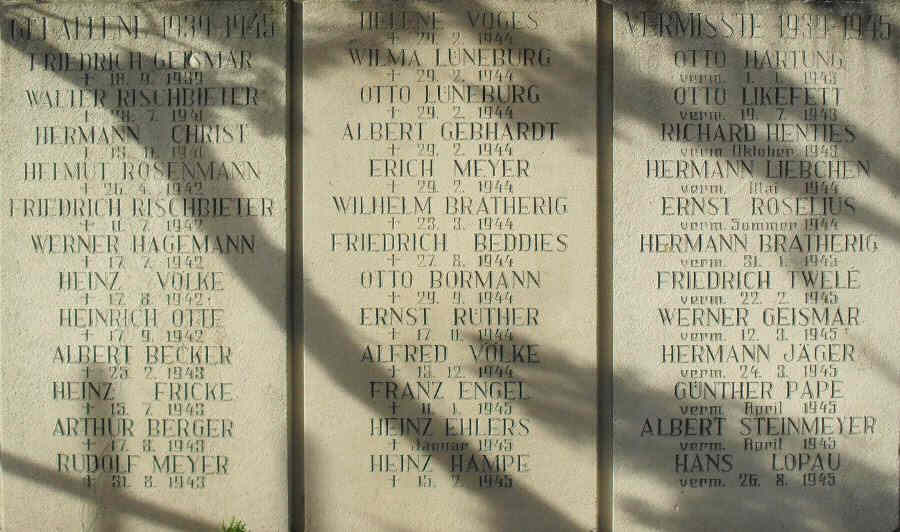 GEFALLENE 1939-1945
FRIEDRICH GEISMAR
† 18. 9. 1939
WALTER RISCHBIETER
† 28. 7. 1941
HERMANN CHRIST
† 11. 1941
HELMUT ROSENMANN
† 26. 4. 1942
FRIEDRICH RISCHBIETER
† 11. 7. 1942
WERNER HAGEMANN
† 17. 7. 1942
HEINZ VÖLKE
† 17. 8. 1942
HEINRICH OTTE
† 17. 9. 1942
ALBERT BECKER
† 25. 2. 1943
HEINZ FRICKE
† 15. 7. 1943
ARTHUR BERGER
† 17. 8. 1943
RUDOLF MEYER
† 31. 8. 1943
HELENE VOGES
† 29. 2. 1944
WILMA LÜNEBURG
† 29. 2. 1944
OTTO LÜNEBURG
† 29. 2. 1944
ALBERT GEBHARDT
† 29. 2. 1944
ERICH MEYER
† 29. 2. 1944
WILHELM BRATHERIG
† 23. 3. 1944
FRIEDRICH BEDDIES
† 27. 8. 1944
OTTO BORMANN
† 29. 9. 1944
ERNST RÜTHER
† 17. 10. 1944
ALFRED VÖLKE
† 13. 12. 1944
FRANZ ENGEL
† 11. 1. 1945
HEINZ EHLERS
† Januar 1945
HEINZ HAMPE
† 15. 2. 1945
VERMISSTE 1939-1945
OTTO HARTUNG
verm. 1. 1. 1943
OTTO LIKEFETT
verm. 19. 7. 1943
RICHARD HENTIES
verm. Oktober 1943
HERMANN LIEBCHEN
verm. Mai 1944
ERNST ROSELIUS
verm. Sommer 1944
HERMANN BRATHERIG
verm. 31. 1. 1945
FRIEDRICH TWELE
verm. 22. 2. 1945
WERNER GEISMAR
verm. 12. 3. 1945
HERMANN JÄGER
verm. 24. 3. 1945
GÜNTHER PAPE
verm. April 1945
ALBERT STEINMEYER
verm. April 1945
HANS LOPAU
verm. 26. 8. 1945